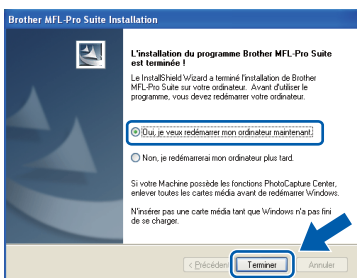 Brother MFL-Pro Suite Installation
L'installation du programme Brother MFL-Pro Suite
est terminée !
Le InstallShield Wizard a terminé l'installation de Brother
MFL-Pro Suite sur votre ordinateur. Avant d'utiliser le
programme, vous devez redémarrer votre ordinateur.
Oui, je veux redémarrer mon ordinateur maintenant.
Non, je redémarrerai mon ordinateur plus tard.
Si votre Machine possède les fonctions PhotoCapture Center,
enlever toutes les cartes média avant de redémarrer Windows.
N'insérer pas une carte média tant que Windows n'a pas fini
de se charger.
< Précédent
Terminer
Annuler